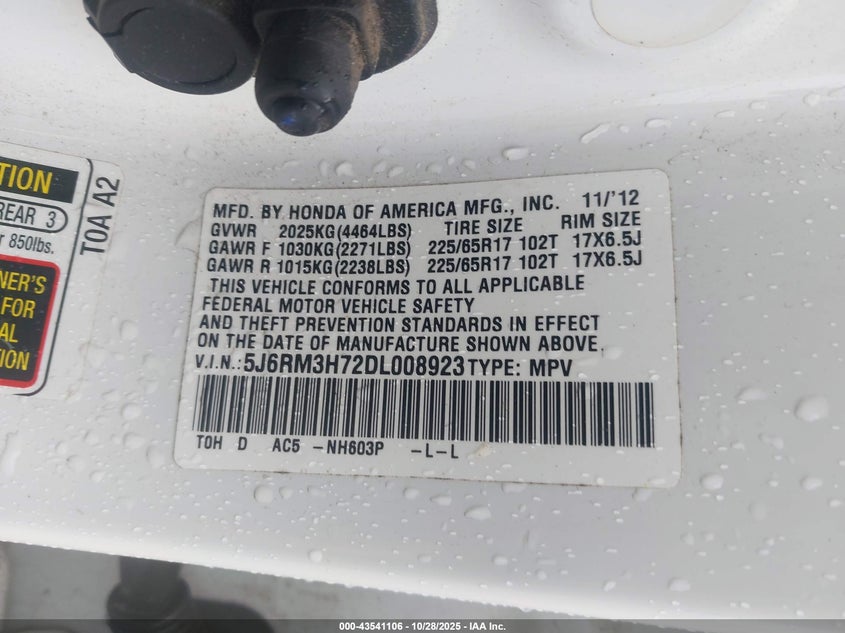 TION
REAR 3
r 850lbs.
NER'S
FOR
AL
TION
T0A A2
MFD. BY HONDA OF AMERICA MFG., INC. 11/'12
GVWR 2025KG(4464LBS) TIRE SIZE RIM SIZE
GAWR F 1030KG(2271LBS) 225/65R17 102T 17X6.5J
GAWR R 1015KG(2238LBS) 225/65R17 102T 17X6.5J
THIS VEHICLE CONFORMS TO ALL APPLICABLE
FEDERAL MOTOR VEHICLE SAFETY
AND THEFT PREVENTION STANDARDS IN EFFECT
ON THE DATE OF MANUFACTURE SHOWN ABOVE.
V.I.N.: 5J6RM3H72DL008923 TYPE: MPV
TOH D AC5 -NH603P -L-L
000-43541106 | 10/28/2025 - IAA Inc.